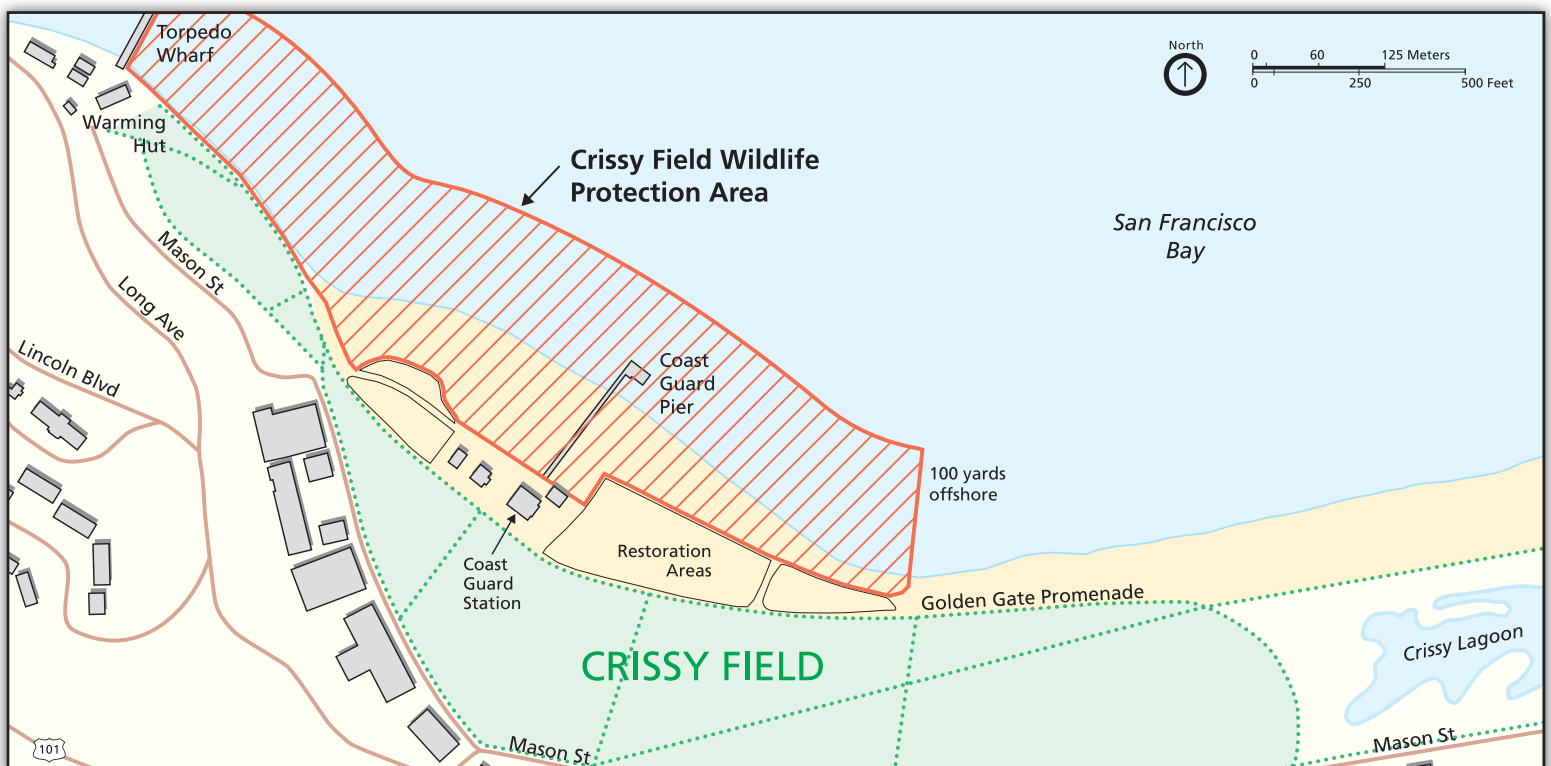 Torpedo
Wharf
North
0 60 125 Meters
0 250 500 Feet
Warming
Hut
Crissy Field Wildlife
Protection Area
San Francisco
Bay
Mason St
Long Ave
Lincoln Blvd
Coast
Guard
Pier
100 yards
offshore
Restoration
Areas
Coast
Guard
Station
Golden Gate Promenade
Crissy Lagoon
CRISSY FIELD
101
Mason St
Mason St